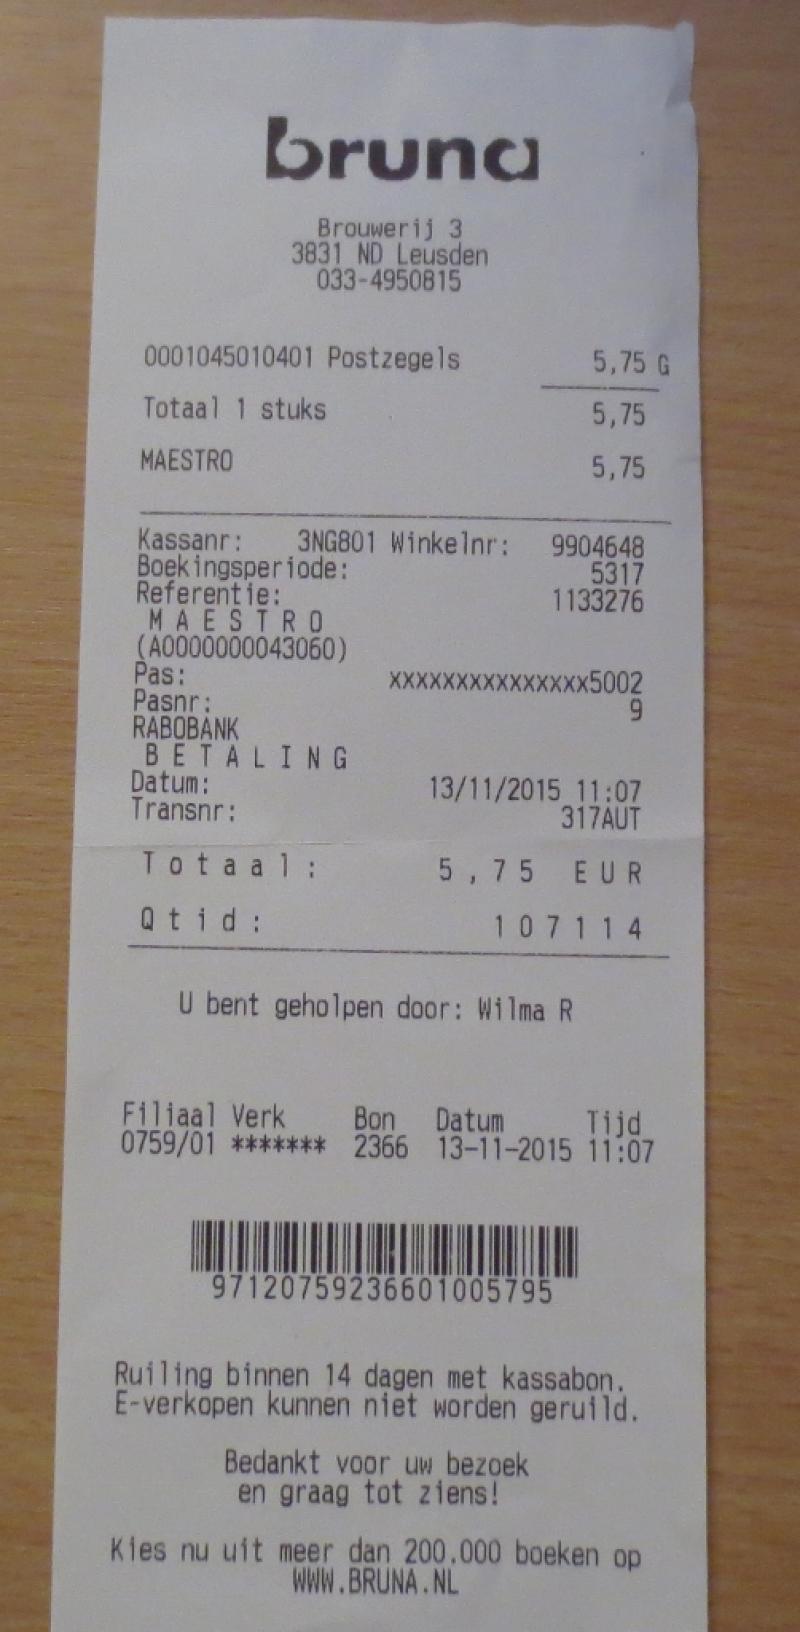 bruna
Brouwerij 3
3831 ND Leusden
033-4950815
0001045010401 Postzegels 5,75 G
Totaal 1 stuks 5,75
MAESTRO 5,75
Kassanr: 3NG801 Winkelnr: 9904648
Boekingsperiode: 5317
Referentie: 1133276
M A E S T R O
(A0000000043060)
Pas: xxxxxxxxxxxxxxx5002
Pasnr: 9
RABOBANK
B E T A L I N G
Datum: 13/11/2015 11:07
Transnr: 317AUT
T o t a a l : 5 , 7 5 E U R
Q t i d : 1 0 7 1 1 4
U bent geholpen door: Wilma R
Filiaal Verk Bon Datum Tijd
0759/01 ******* 2366 13-11-2015 11:07
97120759236601005795
Ruiling binnen 14 dagen met kassabon.
E-verkopen kunnen niet worden geruild.
Bedankt voor uw bezoek
en graag tot ziens!
Kies nu uit meer dan 200.000 boeken op
WWW.BRUNA.NL